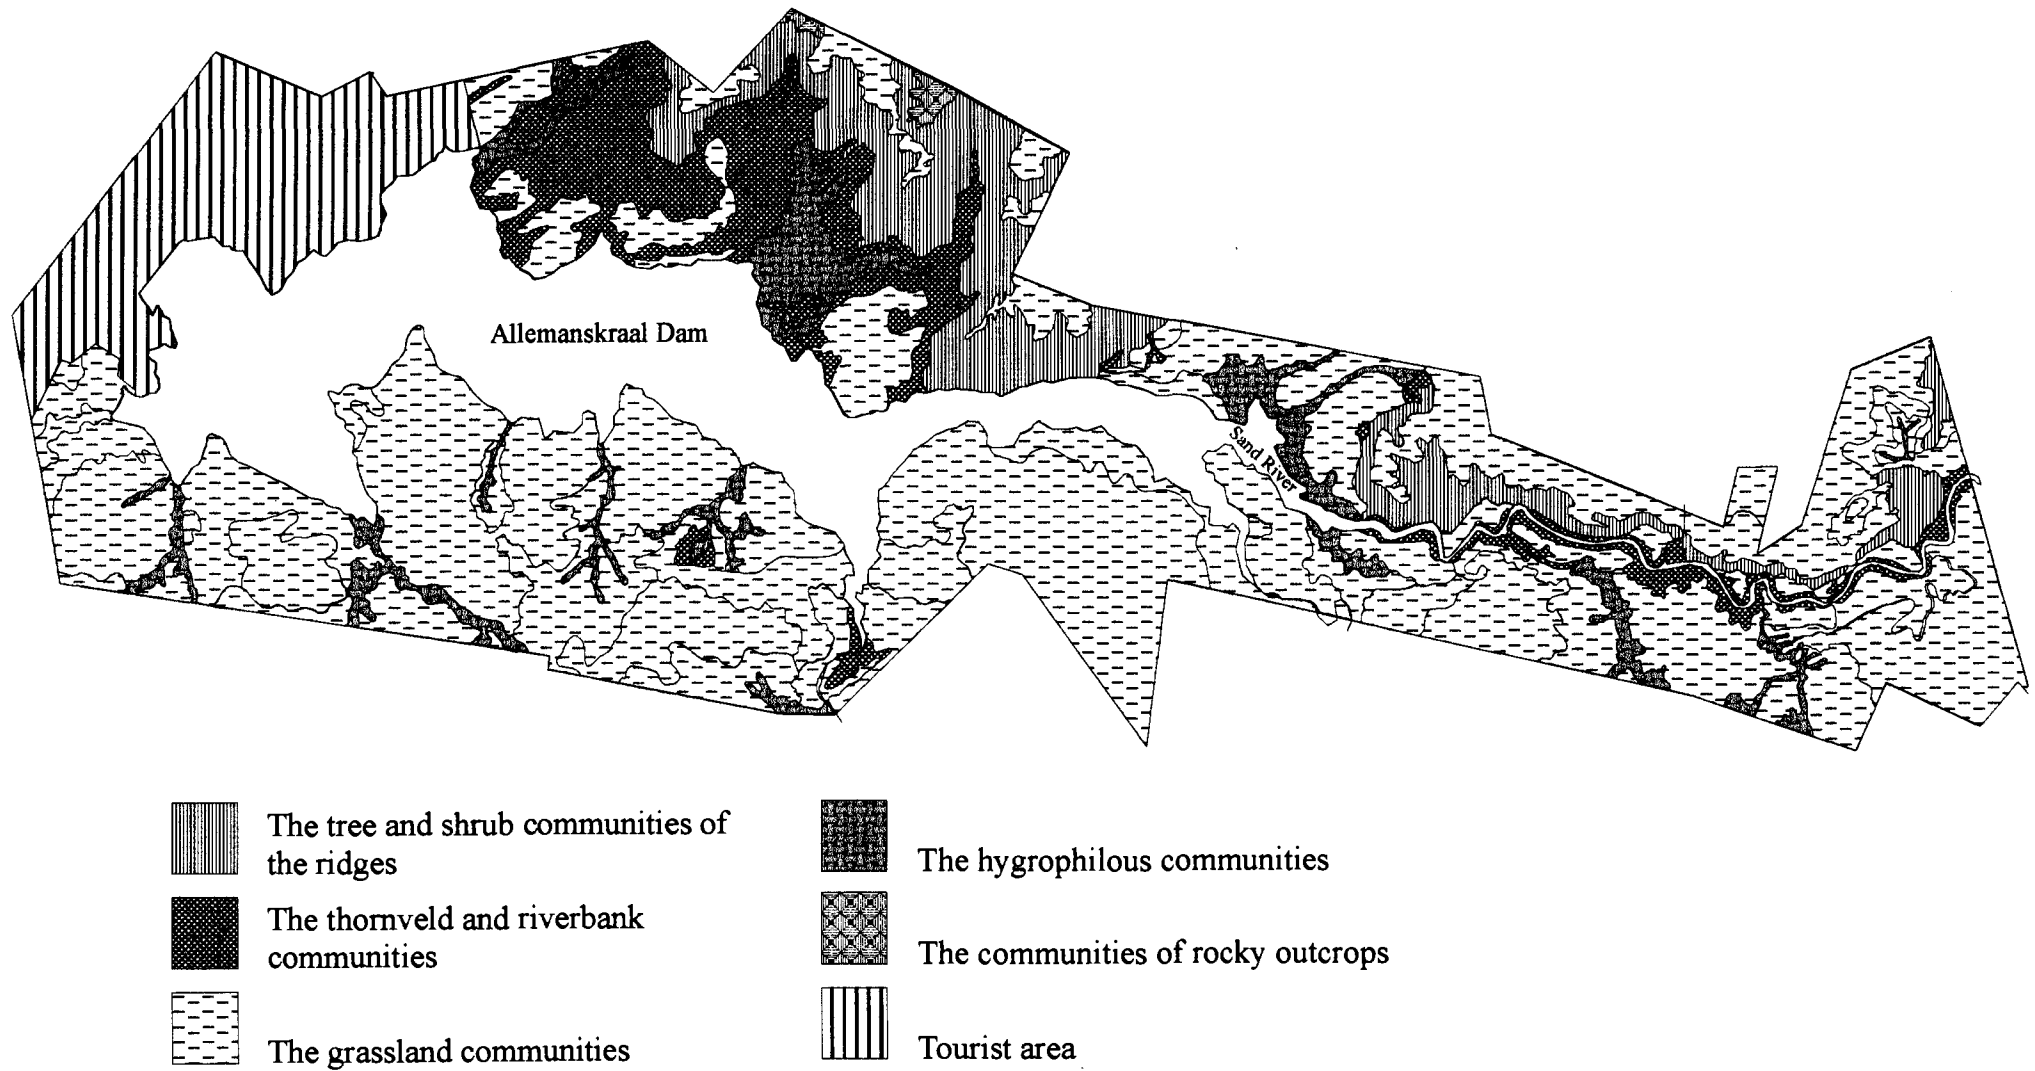 Allemanskraal Dam
Sand River
The tree and shrub communities of
the ridges
The thornveld and riverbank
communities
The grassland communities
The hygrophilous communities
The communities of rocky outcrops
Tourist area